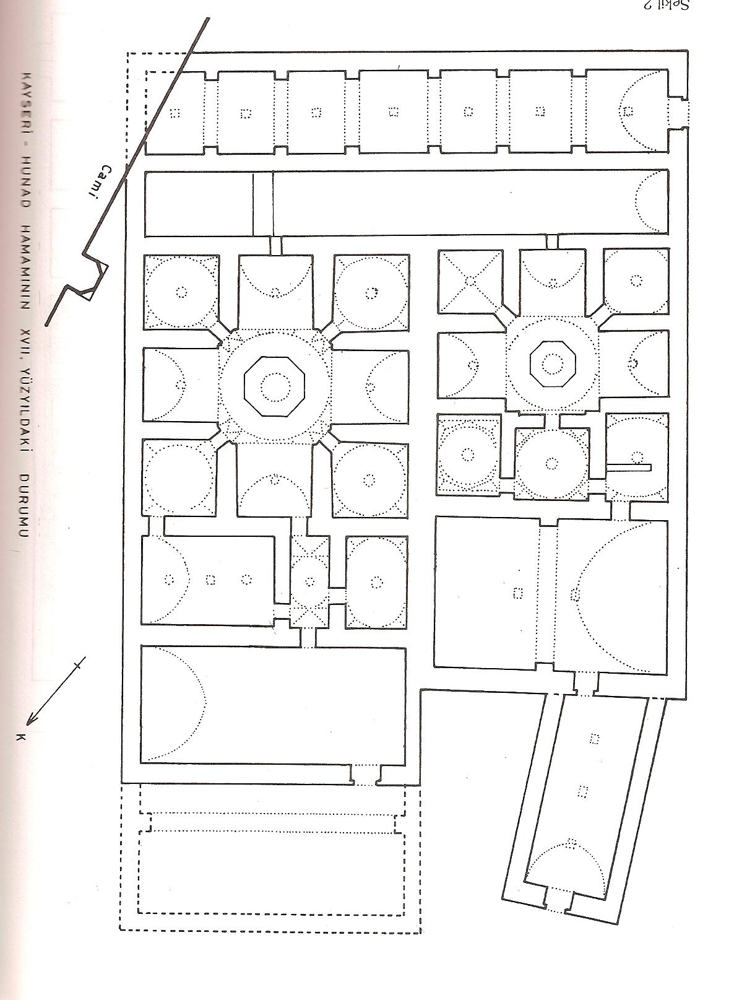 Şekil 2
Cami
KAYSERİ - HUNAD HAMAMININ XVII. YÜZYILDAKİ DURUMU
K